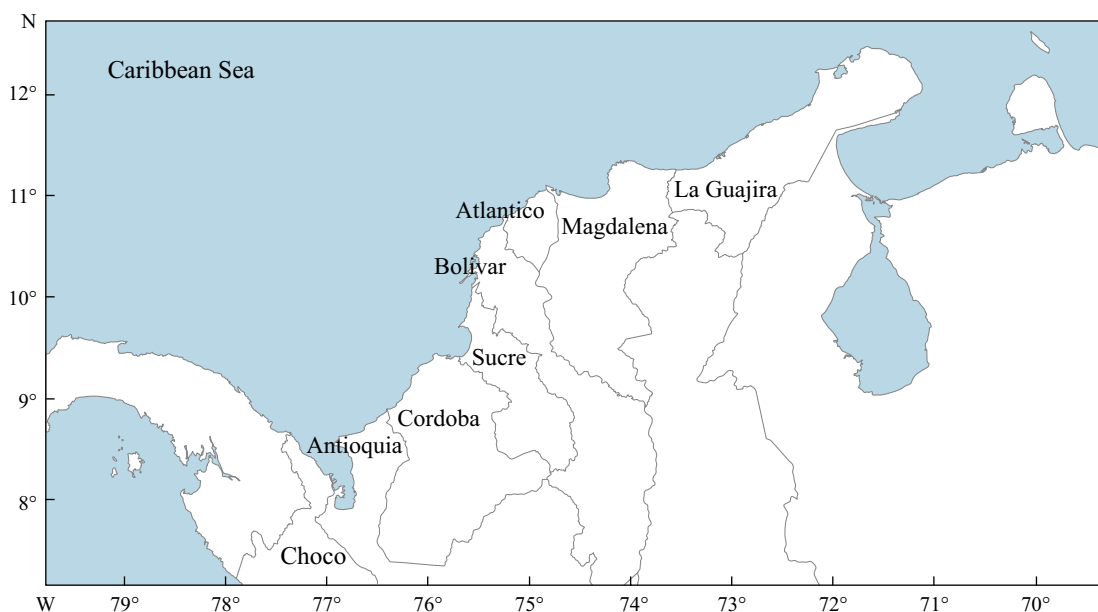 N
Caribbean Sea
12°
11°
La Guajira
Atlantico
Magdalena
Bolivar
10°
Sucre
9°
Cordoba
Antioquia
8°
Choco
W 79° 78° 77° 76° 75° 74° 73° 72° 71° 70°